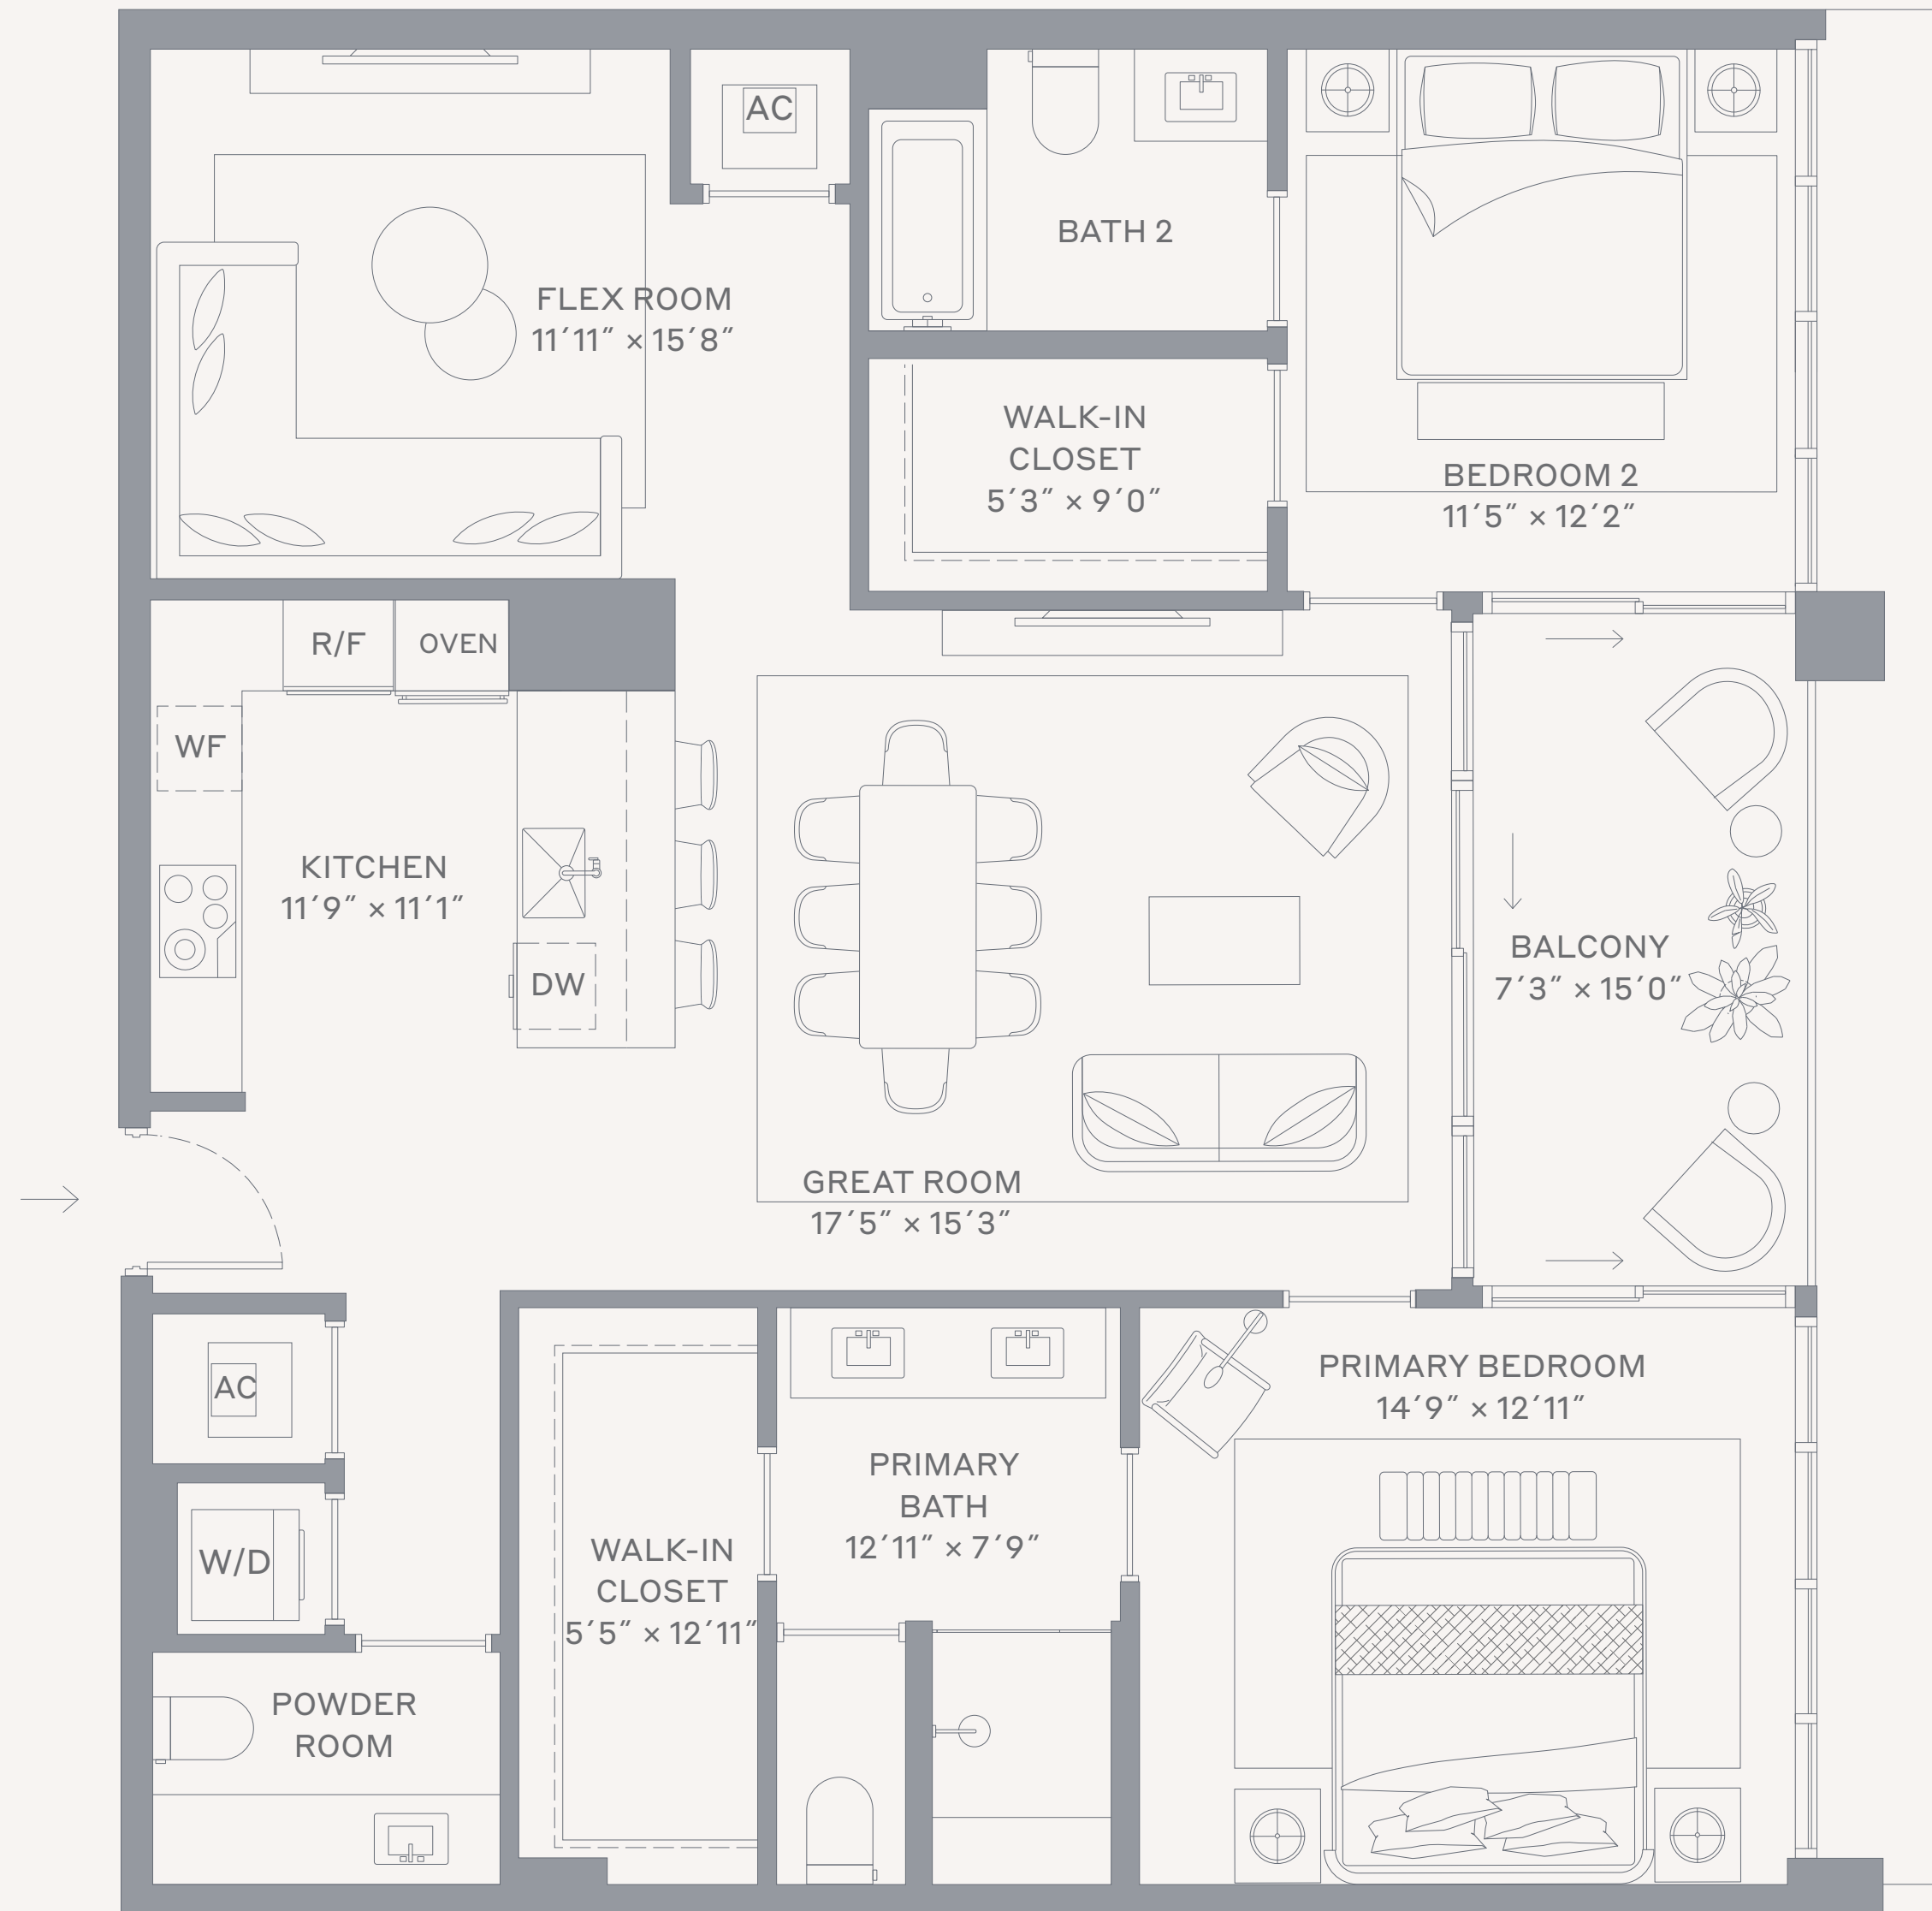 AC
BATH 2
FLEX ROOM
11′11″ × 15′8″
WALK-IN
CLOSET
5′3″ × 9′0″
BEDROOM 2
11′5″ × 12′2″
R/F
OVEN
WF
KITCHEN
11′9″ × 11′1″
DW
BALCONY
7′3″ × 15′0″
GREAT ROOM
17′5″ × 15′3″
AC
W/D
POWDER
ROOM
WALK-IN
CLOSET
5′5″ × 12′11″
PRIMARY
BATH
12′11″ × 7′9″
PRIMARY BEDROOM
14′9″ × 12′11″